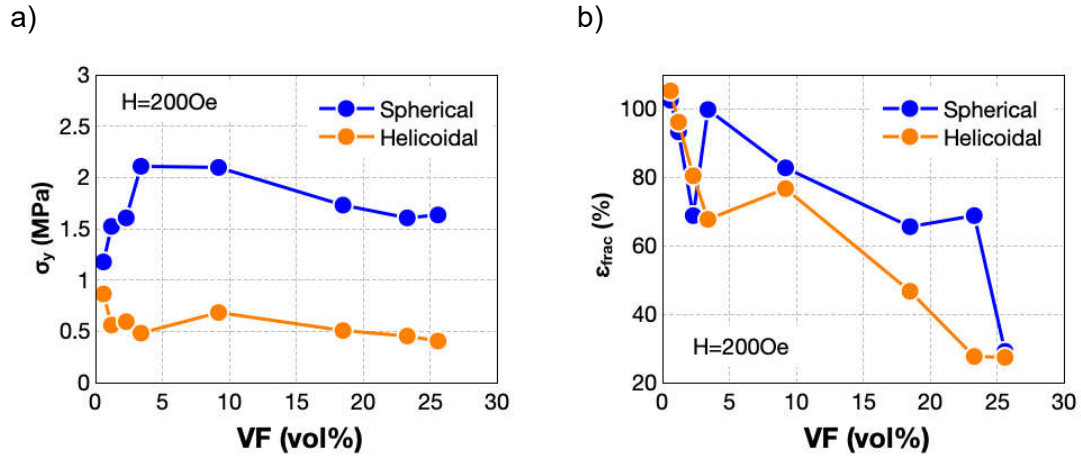 a)
3
2.5
2
1.5
1
0.5
0
σy (MPa)
H=200Oe
Spherical
Helicoidal
0 5 10 15 20 25 30
VF (vol%)
b)
100
80
60
40
20
εfrac (%)
Spherical
Helicoidal
H=200Oe
0 5 10 15 20 25 30
VF (vol%)